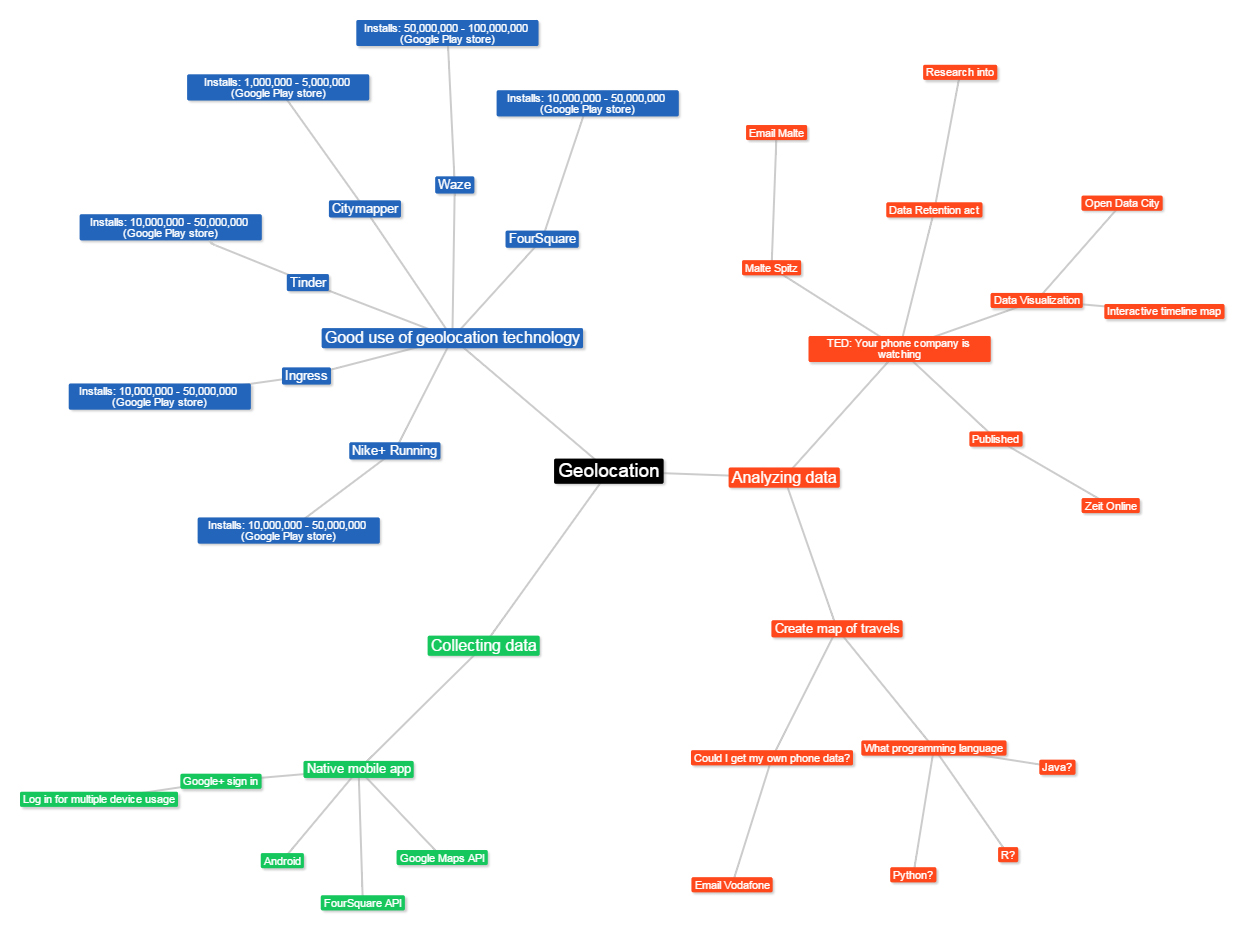 Installs: 50,000,000 - 100,000,000
(Google Play store)
Installs: 1,000,000 - 5,000,000
(Google Play store)
Installs: 10,000,000 - 50,000,000
(Google Play store)
Waze
Citymapper
FourSquare
Installs: 10,000,000 - 50,000,000
(Google Play store)
Tinder
Good use of geolocation technology
Ingress
Installs: 10,000,000 - 50,000,000
(Google Play store)
Nike+ Running
Installs: 10,000,000 - 50,000,000
(Google Play store)
Geolocation
Research into
Email Malte
Data Retention act
Open Data City
Malte Spitz
Data Visualization
Interactive timeline map
TED: Your phone company is
watching
Published
Analyzing data
Zeit Online
Create map of travels
Could I get my own phone data?
What programming language
Java?
R?
Python?
Email Vodafone
Collecting data
Native mobile app
Google+ sign in
Log in for multiple device usage
Android
Google Maps API
FourSquare API